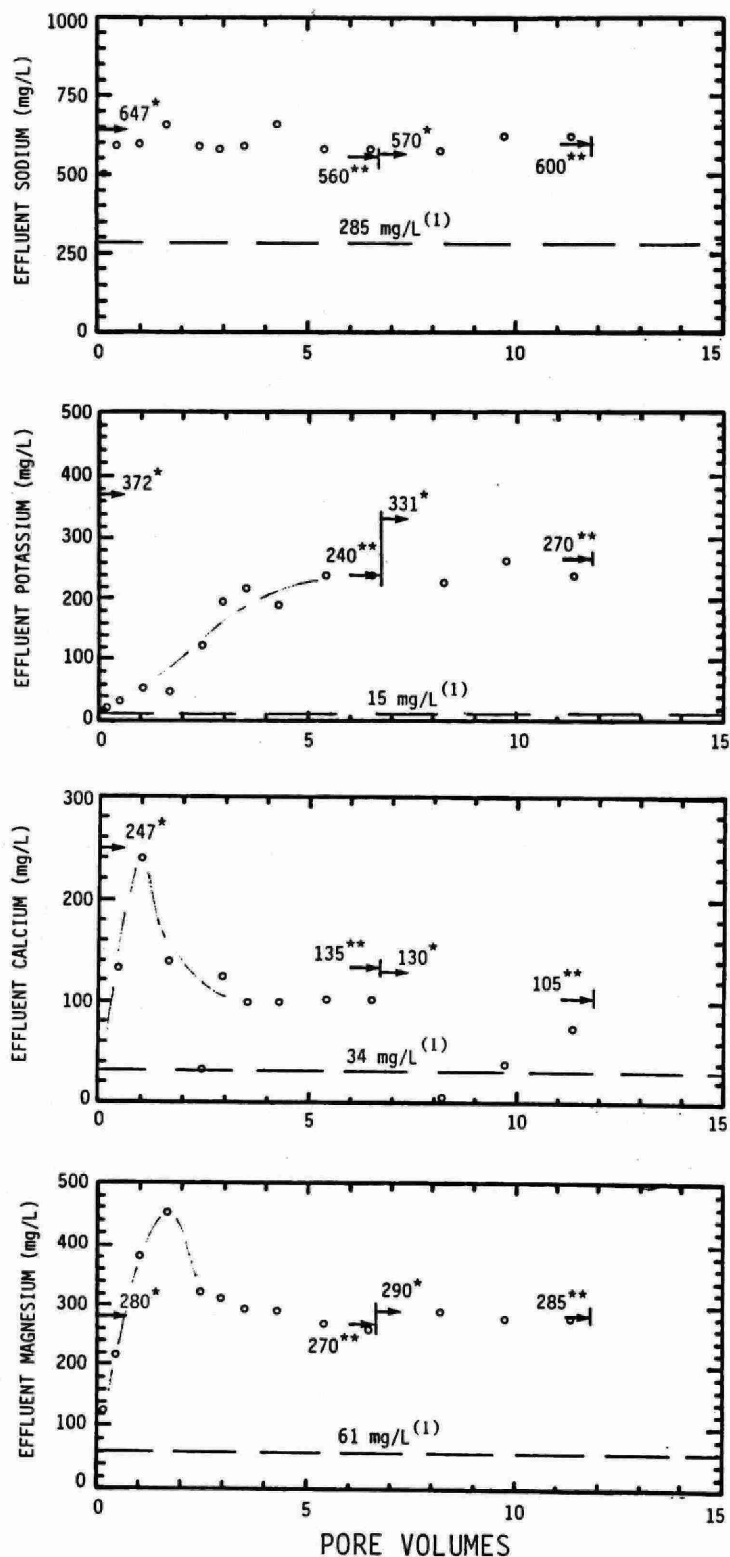 EFFLUENT SODIUM (mg/L)
1000
750
500
250
0
647*
560**
570*
600**
285 mg/L(1)
0 5 10 15
EFFLUENT POTASSIUM (mg/L)
500
400
300
200
100
0
372*
331*
240**
270**
15 mg/L(1)
0 5 10 15
EFFLUENT CALCIUM (mg/L)
300
200
100
0
247*
135**
130*
105**
34 mg/L(1)
0 5 10 15
EFFLUENT MAGNESIUM (mg/L)
500
400
300
200
100
0
280*
290*
270**
285**
61 mg/L(1)
0 5 10 15
PORE VOLUMES